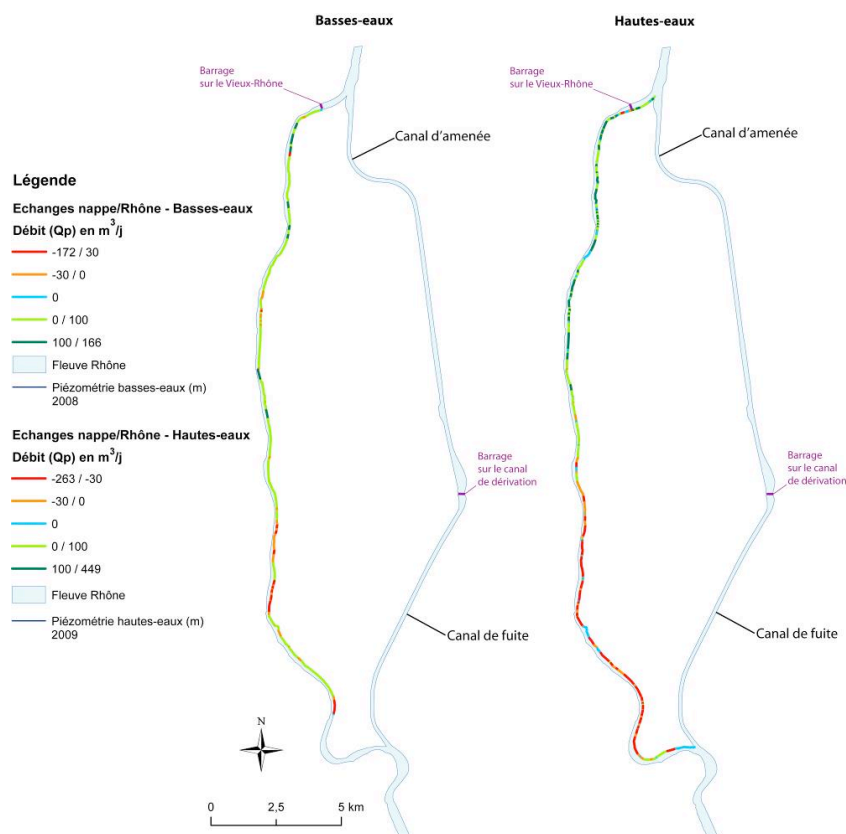 Basses-eaux
Hautes-eaux
Barrage
sur le Vieux-Rhône
Canal d'amenée
Barrage
sur le Vieux-Rhône
Canal d'amenée
Légende
Echanges nappe/Rhône - Basses-eaux
Débit (Qp) en m³/j
-172 / 30
-30 / 0
0
0 / 100
100 / 166
Fleuve Rhône
Piézométrie basses-eaux (m)
2008
Echanges nappe/Rhône - Hautes-eaux
Débit (Qp) en m³/j
-263 / -30
-30 / 0
0
0 / 100
100 / 449
Fleuve Rhône
Piézométrie hautes-eaux (m)
2009
Barrage
sur le canal
de dérivation
Barrage
sur le canal
de dérivation
Canal de fuite
Canal de fuite
N
0 2,5 5 km